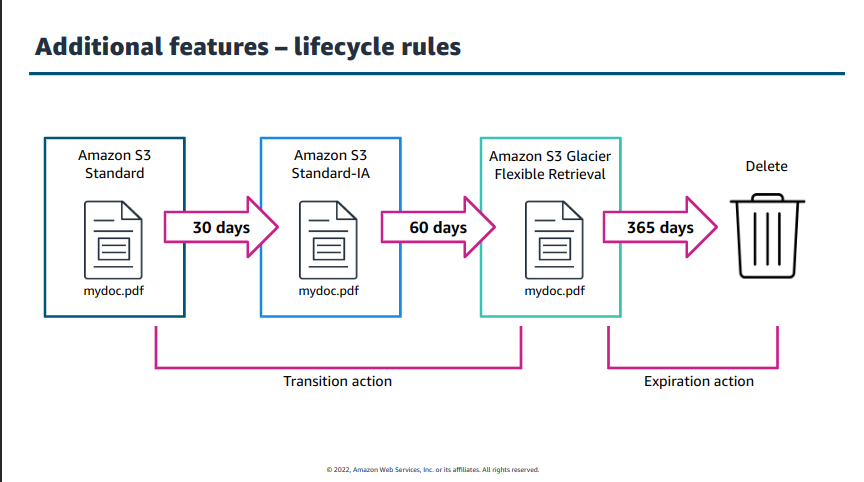 Additional features – lifecycle rules
Amazon S3
Standard
mydoc.pdf
30 days
Amazon S3
Standard-IA
mydoc.pdf
60 days
Amazon S3 Glacier
Flexible Retrieval
mydoc.pdf
365 days
Delete
Transition action
Expiration action
© 2022, Amazon Web Services, Inc. or its affiliates. All rights reserved.